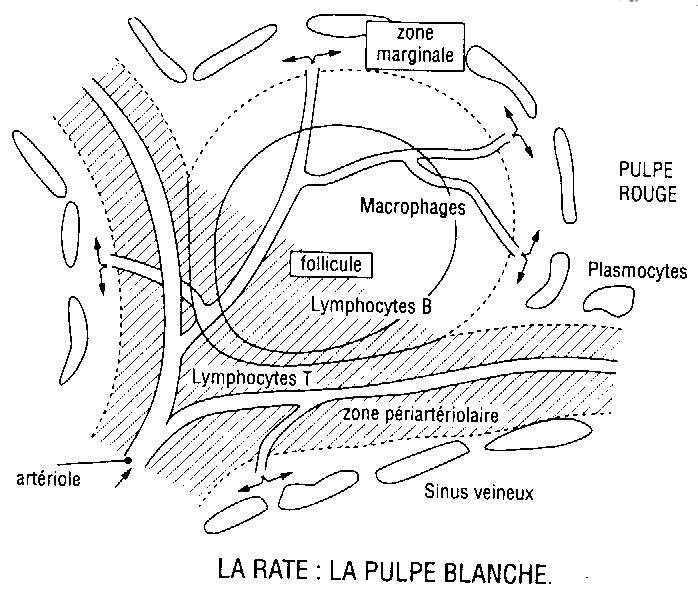 zone
marginale
PULPE
ROUGE
Macrophages
follicule
Plasmocytes
Lymphocytes B
Lymphocytes T
zone périartériolaire
artériole
Sinus veineux
LA RATE : LA PULPE BLANCHE.